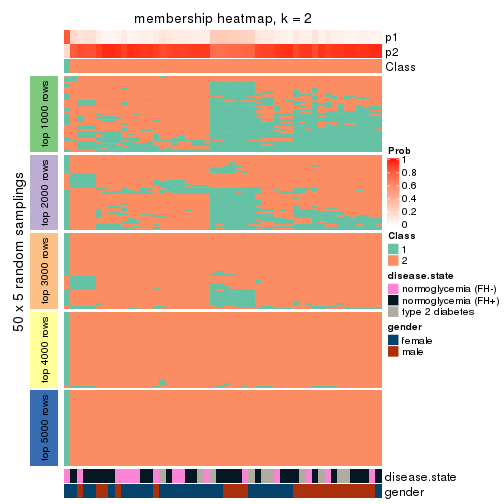 membership heatmap, k = 2
p1
p2
Class
50 x 5 random samplings
top 1000 rows
top 2000 rows
top 3000 rows
top 4000 rows
top 5000 rows
Prob
1
0.8
0.6
0.4
0.2
0
Class
1
2
disease.state
normoglycemia (FH-)
normoglycemia (FH+)
type 2 diabetes
gender
female
male
disease.state
gender